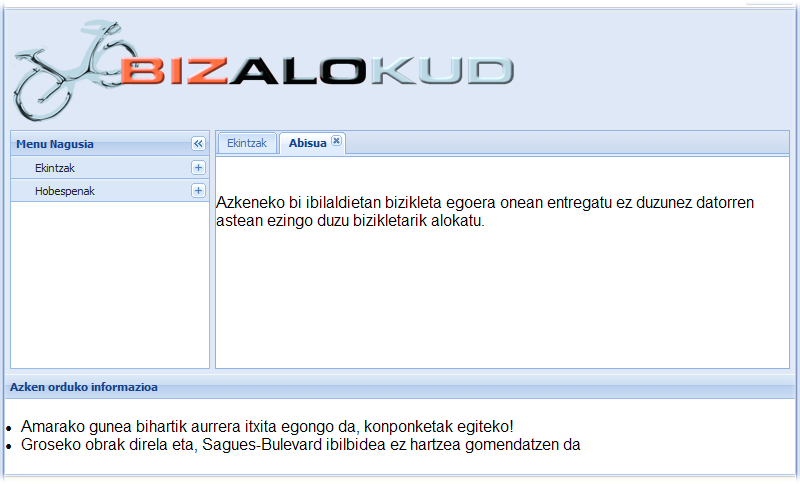 BIZALOKUD
Menu Nagusia
Ekintzak
Hobespenak
Ekintzak
Abisua
Azkeneko bi ibilaldietan bizikleta egoera onean entregatu ez duzunez datorren
astean ezingo duzu bizikletarik alokatu.
Azken orduko informazioa
Amarako gunea bihartik aurrera itxita egongo da, konponketak egiteko!
Groseko obrak direla eta, Sagues-Bulevard ibilbidea ez hartzea gomendatzen da